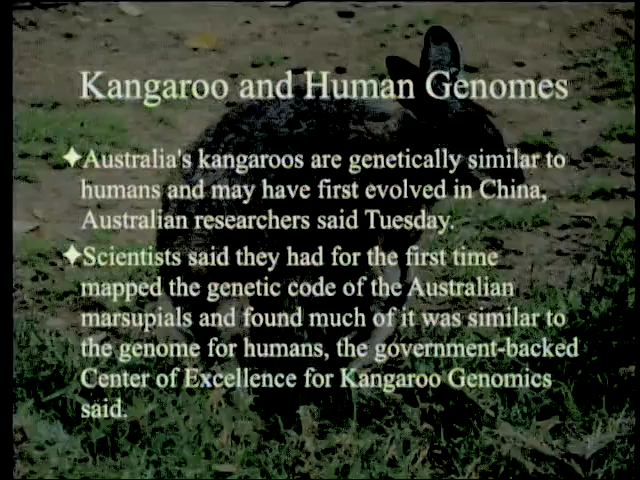 Kangaroo and Human Genomes
✦Australia's kangaroos are genetically similar to
humans and may have first evolved in China,
Australian researchers said Tuesday.
✦Scientists said they had for the first time
mapped the genetic code of the Australian
marsupials and found much of it was similar to
the genome for humans, the government-backed
Center of Excellence for Kangaroo Genomics
said.